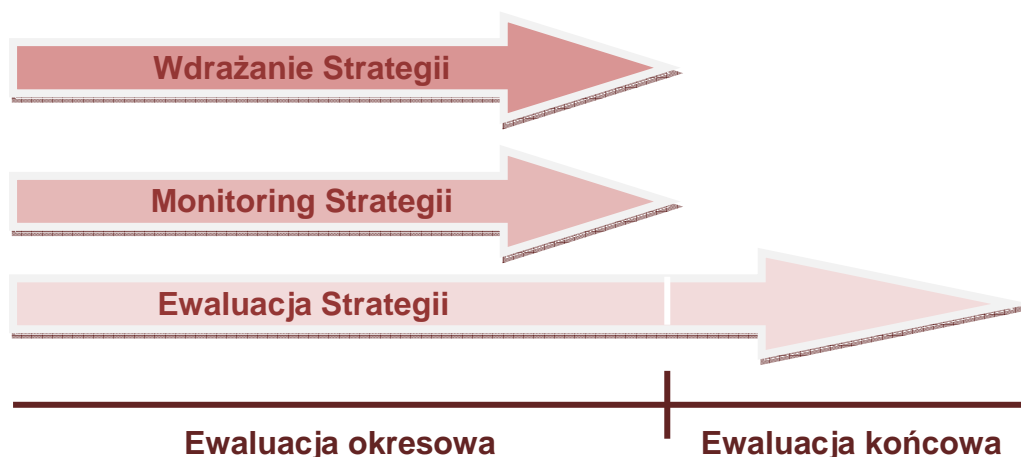 Wdrażanie Strategii
Monitoring Strategii
Ewaluacja Strategii
Ewaluacja okresowa
Ewaluacja końcowa